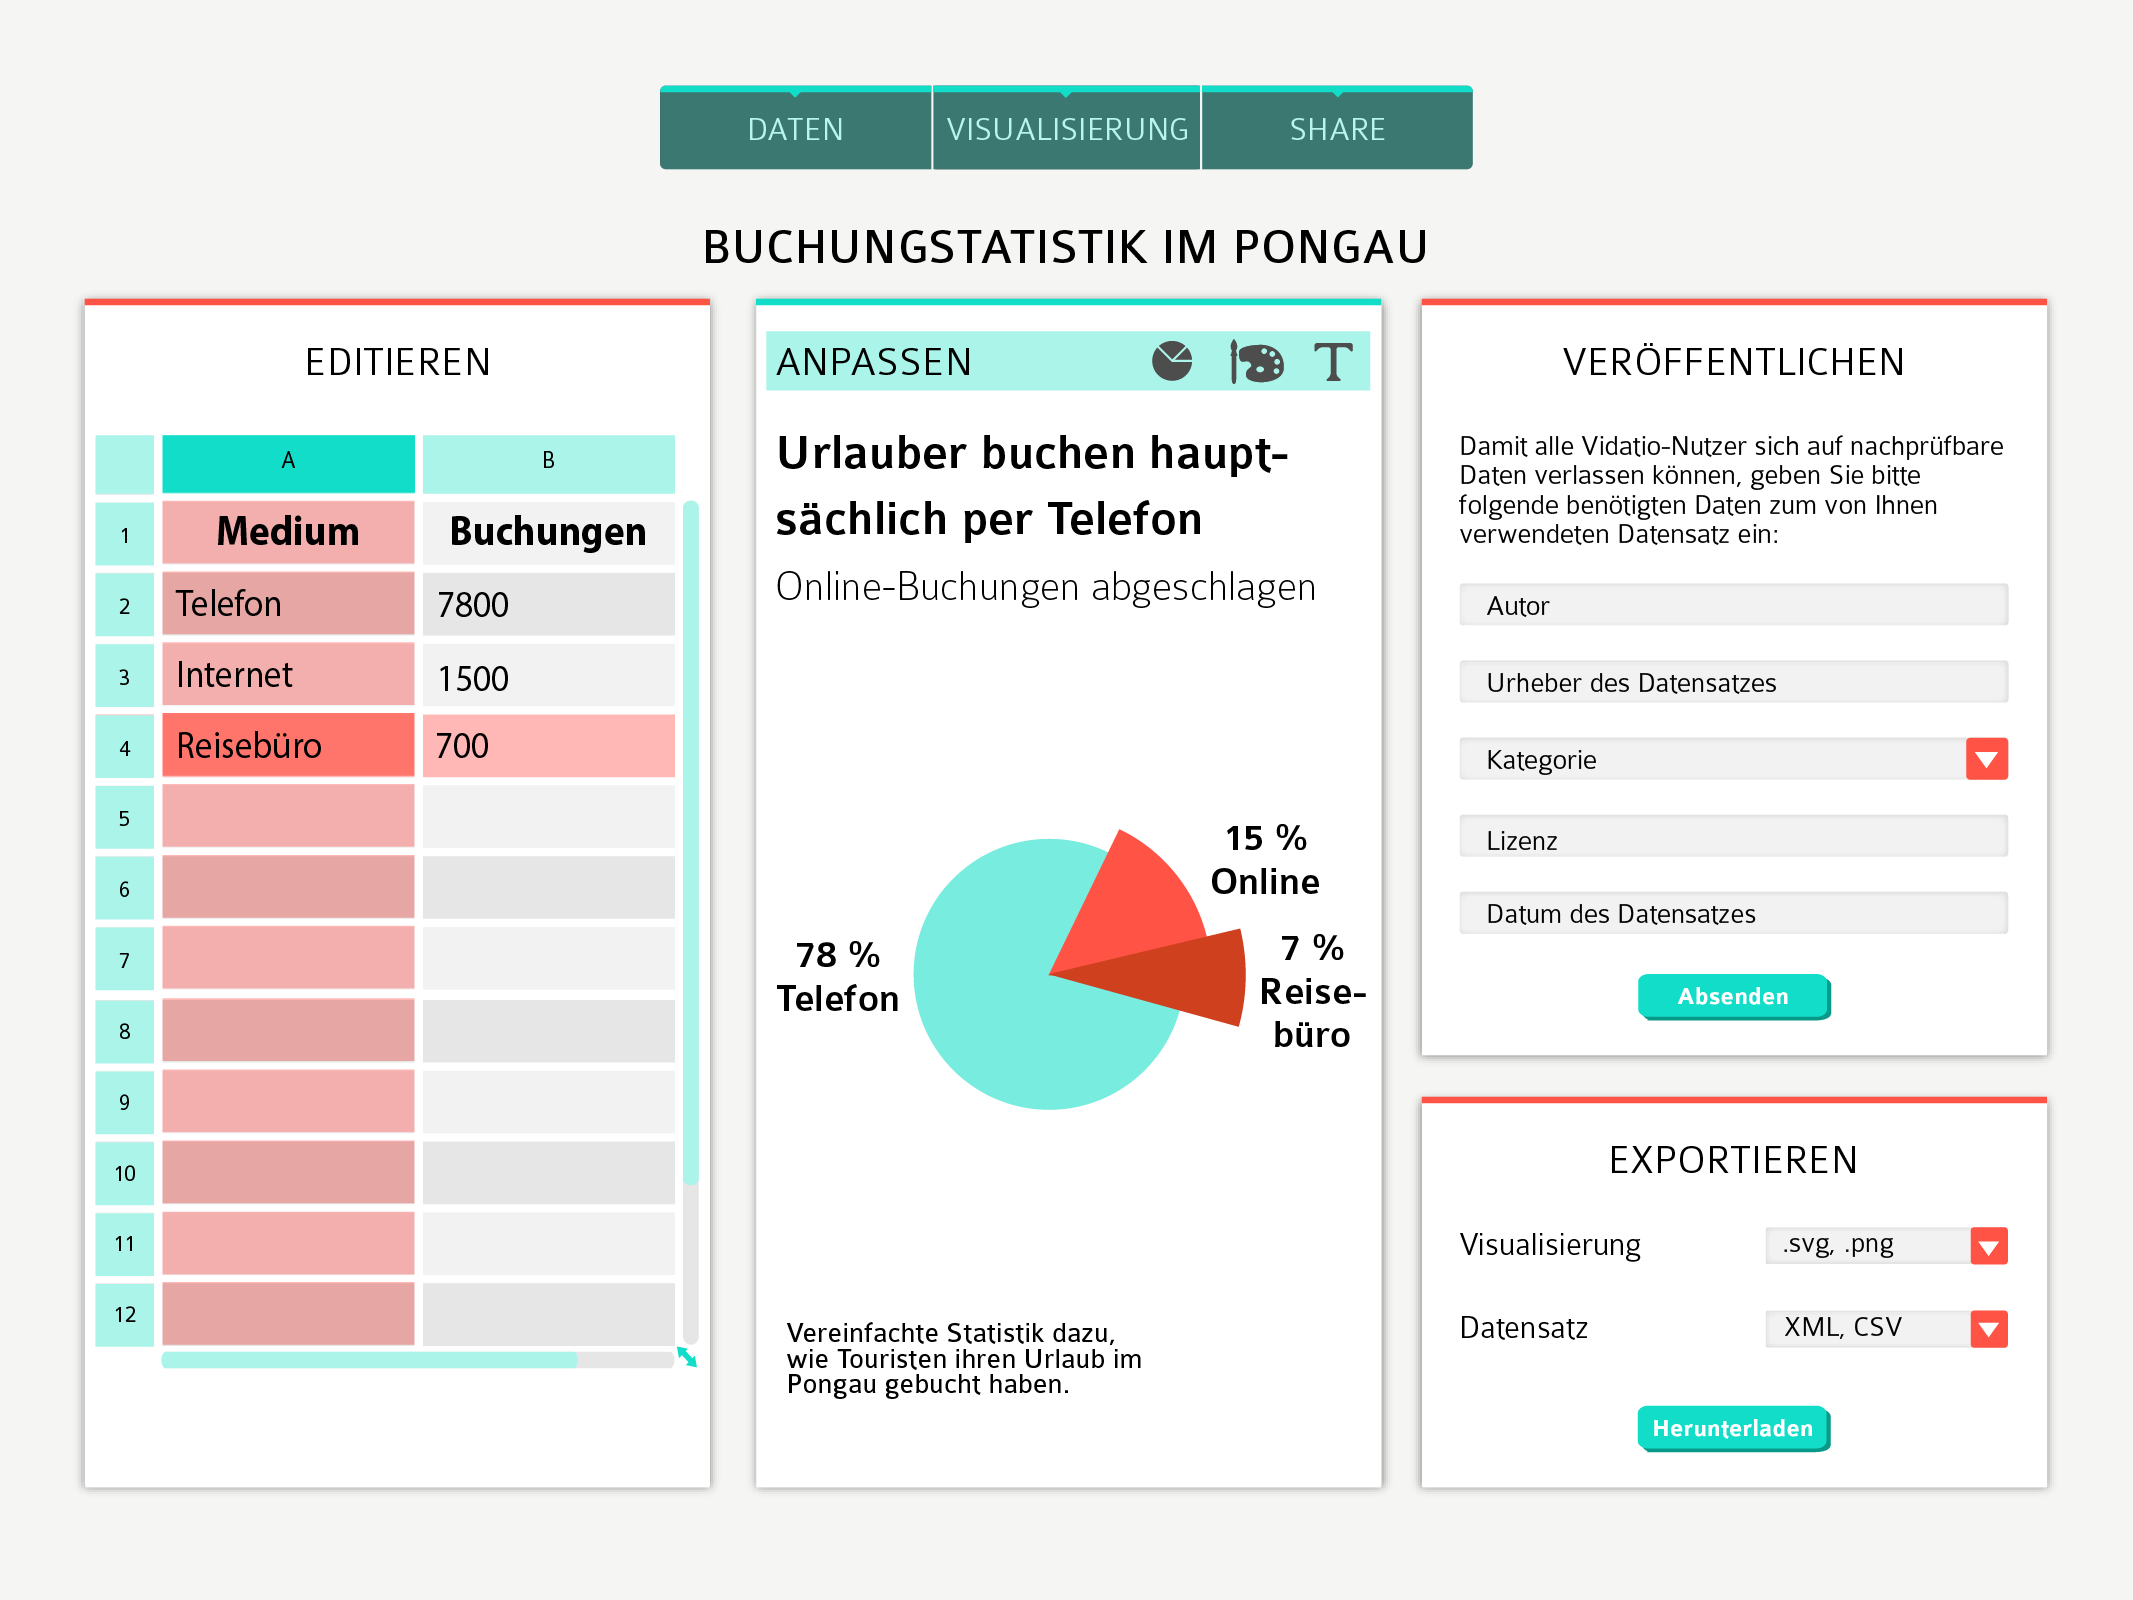 DATEN VISUALISIERUNG SHARE
BUCHUNGSTATISTIK IM PONGAU
EDITIEREN
A B
1 Medium Buchungen
2 Telefon 7800
3 Internet 1500
4 Reisebüro 700
5
6
7
8
9
10
11
12
ANPASSEN
Urlauber buchen haupt-
sächlich per Telefon
Online-Buchungen abgeschlagen
15 %
Online
78 %
Telefon
7 %
Reise-
büro
Vereinfachte Statistik dazu,
wie Touristen ihren Urlaub im
Pongau gebucht haben.
VERÖFFENTLICHEN
Damit alle Vidatio-Nutzer sich auf nachprüfbare
Daten verlassen können, geben Sie bitte
folgende benötigten Daten zum von Ihnen
verwendeten Datensatz ein:
Autor
Urheber des Datensatzes
Kategorie
Lizenz
Datum des Datensatzes
Absenden
EXPORTIEREN
Visualisierung .svg, .png
Datensatz XML, CSV
Herunterladen